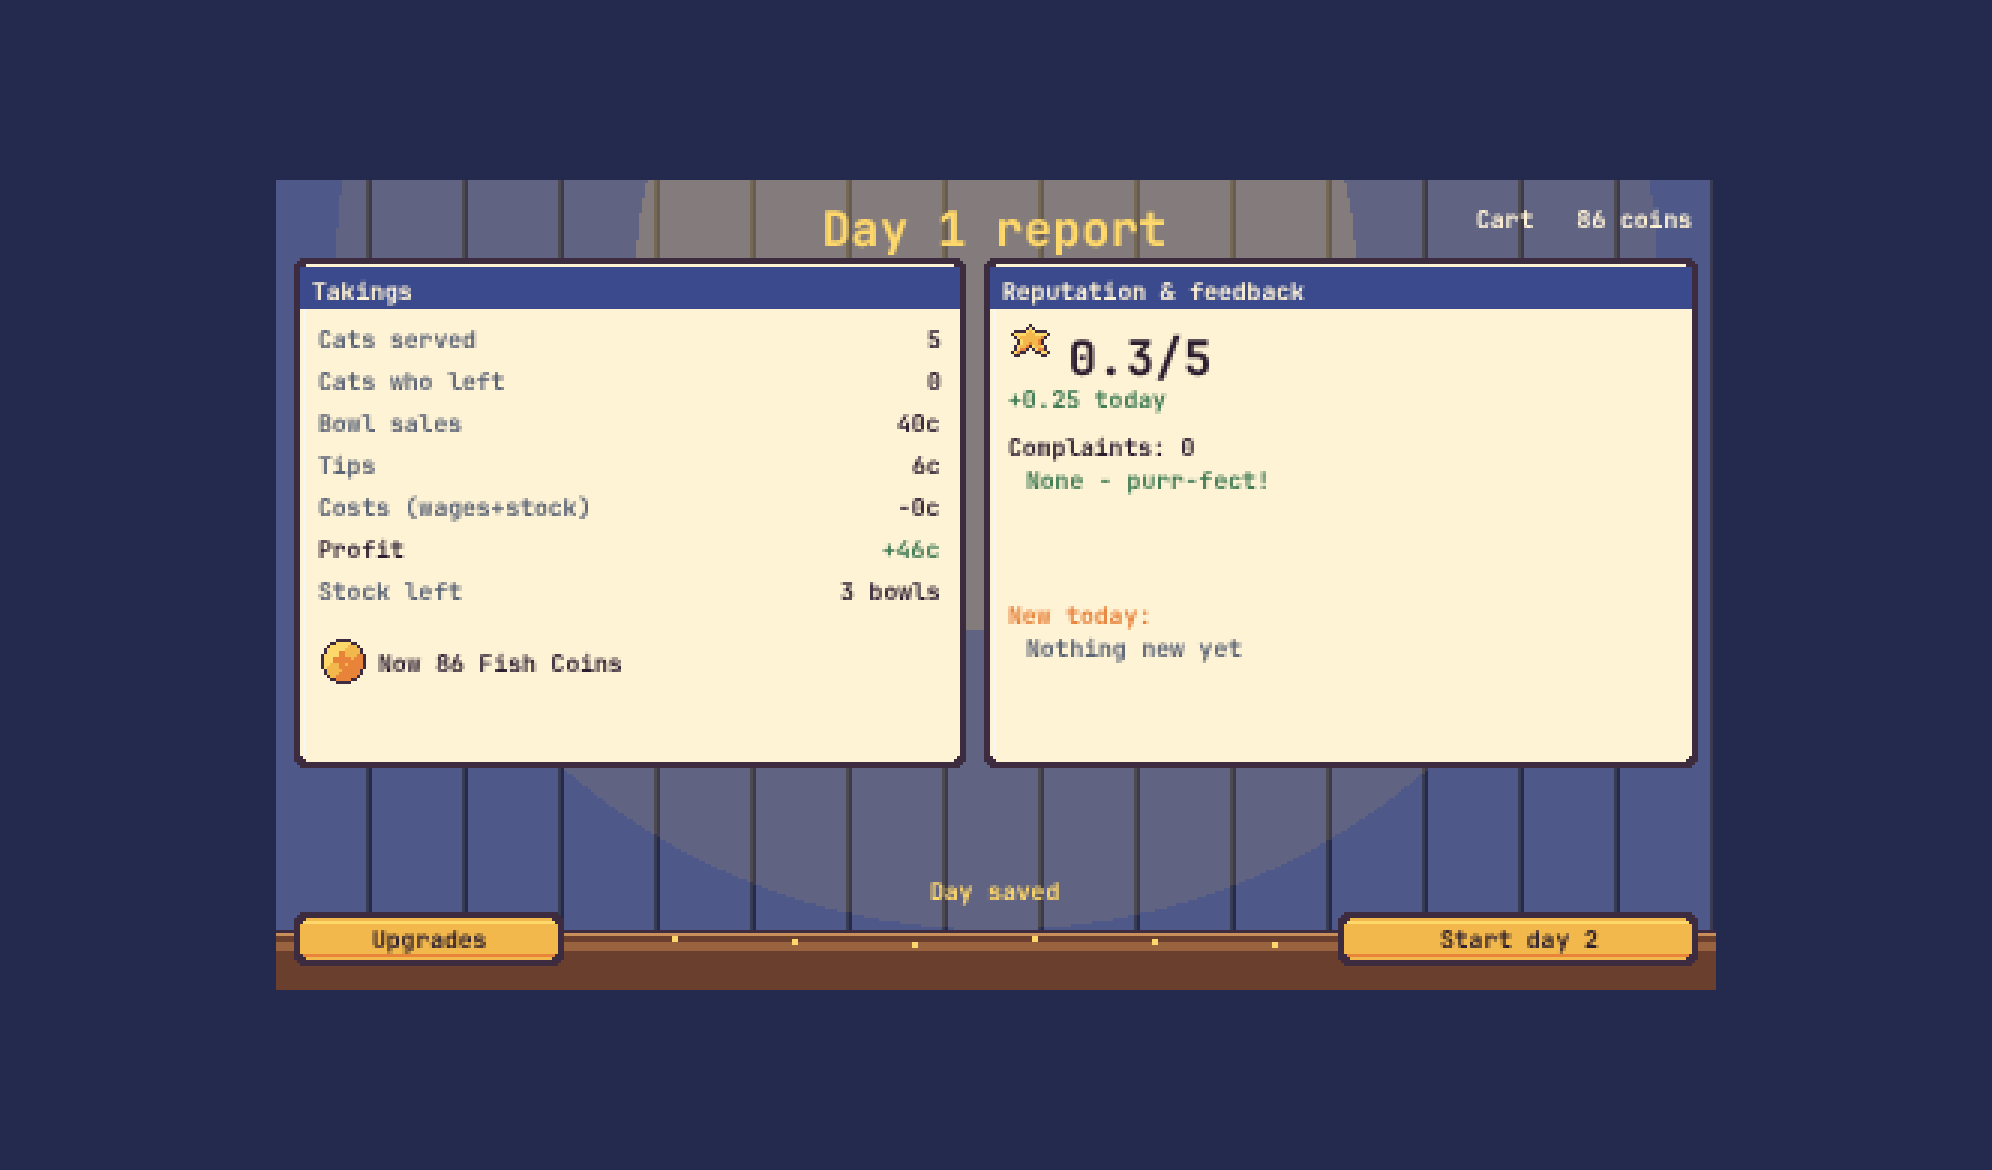 Day 1 report
Cart 86 coins
Takings
Cats served 5
Cats who left 0
Bowl sales 40c
Tips 6c
Costs (wages+stock) -0c
Profit +46c
Stock left 3 bowls
Now 86 Fish Coins
Reputation & feedback
0.3/5
+0.25 today
Complaints: 0
None - purr-fect!
New today:
Nothing new yet
Day saved
Upgrades
Start day 2